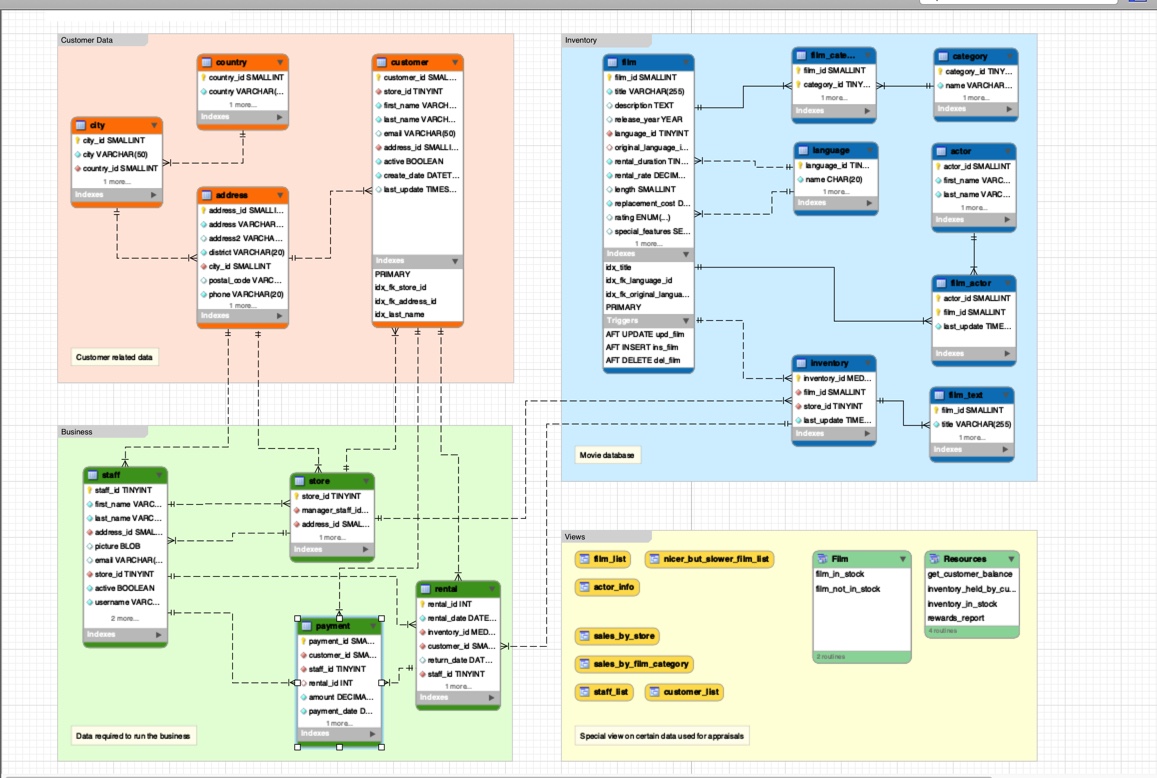 Customer Data
country
country_id SMALLINT
country VARCHAR(...
1 more...
Indexes
city
city_id SMALLINT
city VARCHAR(50)
country_id SMALLINT
1 more...
Indexes
address
address_id SMALLI...
address VARCHAR...
address2 VARCHA...
district VARCHAR(20)
city_id SMALLINT
postal_code VARC...
phone VARCHAR(20)
1 more...
Indexes
customer
customer_id SMAL...
store_id TINYINT
first_name VARCH...
last_name VARCH...
email VARCHAR(50)
address_id SMALLI...
active BOOLEAN
create_date DATET...
last_update TIMES...
Indexes
PRIMARY
idx_fk_store_id
idx_fk_address_id
idx_last_name
Customer related data
Inventory
film
film_id SMALLINT
title VARCHAR(255)
description TEXT
release_year YEAR
language_id TINYINT
original_language_i...
rental_duration TIN...
rental_rate DECIM...
length SMALLINT
replacement_cost D...
rating ENUM(...)
special_features SE...
1 more...
Indexes
idx_title
idx_fk_language_id
idx_fk_original_langua...
PRIMARY
Triggers
AFT UPDATE upd_film
AFT INSERT ins_film
AFT DELETE del_film
film_cate...
film_id SMALLINT
category_id TINY...
1 more...
Indexes
category
category_id TINY...
name VARCHAR...
1 more...
Indexes
language
language_id TIN...
name CHAR(20)
1 more...
Indexes
actor
actor_id SMALLINT
first_name VARC...
last_name VARC...
1 more...
Indexes
film_actor
actor_id SMALLINT
film_id SMALLINT
last_update TIME...
Indexes
inventory
inventory_id MED...
film_id SMALLINT
store_id TINYINT
last_update TIME...
Indexes
film_text
film_id SMALLINT
title VARCHAR(255)
1 more...
Indexes
Movie database
Business
staff
staff_id TINYINT
first_name VARC...
last_name VARC...
address_id SMAL...
picture BLOB
email VARCHAR(...
store_id TINYINT
active BOOLEAN
username VARC...
2 more...
Indexes
store
store_id TINYINT
manager_staff_id...
address_id SMAL...
1 more...
Indexes
payment
payment_id SMA...
customer_id SMA...
staff_id TINYINT
rental_id INT
amount DECIMA...
payment_date D...
1 more...
Indexes
rental
rental_id INT
rental_date DATE...
inventory_id MED...
customer_id SMA...
return_date DAT...
staff_id TINYINT
1 more...
Indexes
Data required to run the business
Views
film_list
nicer_but_slower_film_list
actor_info
sales_by_store
sales_by_film_category
staff_list
customer_list
Film
film_in_stock
film_not_in_stock
2 routines
Resources
get_customer_balance
inventory_held_by_cu...
inventory_in_stock
rewards_report
4 routines
Special view on certain data used for appraisals